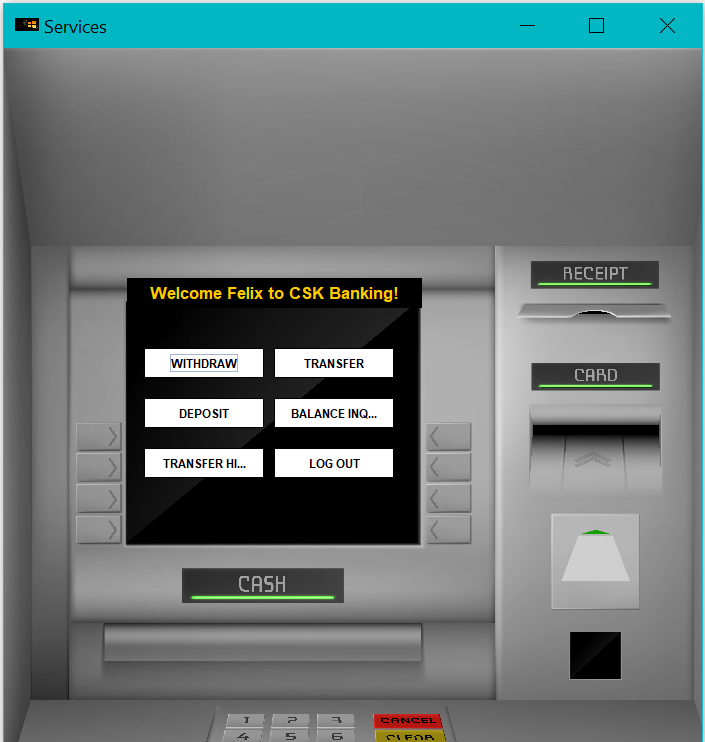 Services
Welcome Felix to CSK Banking!
RECEIPT
WITHDRAW
TRANSFER
CARD
DEPOSIT
BALANCE INQ...
TRANSFER HI...
LOG OUT
CASH
1 2 3 CANCEL
4 5 6 CLEAR